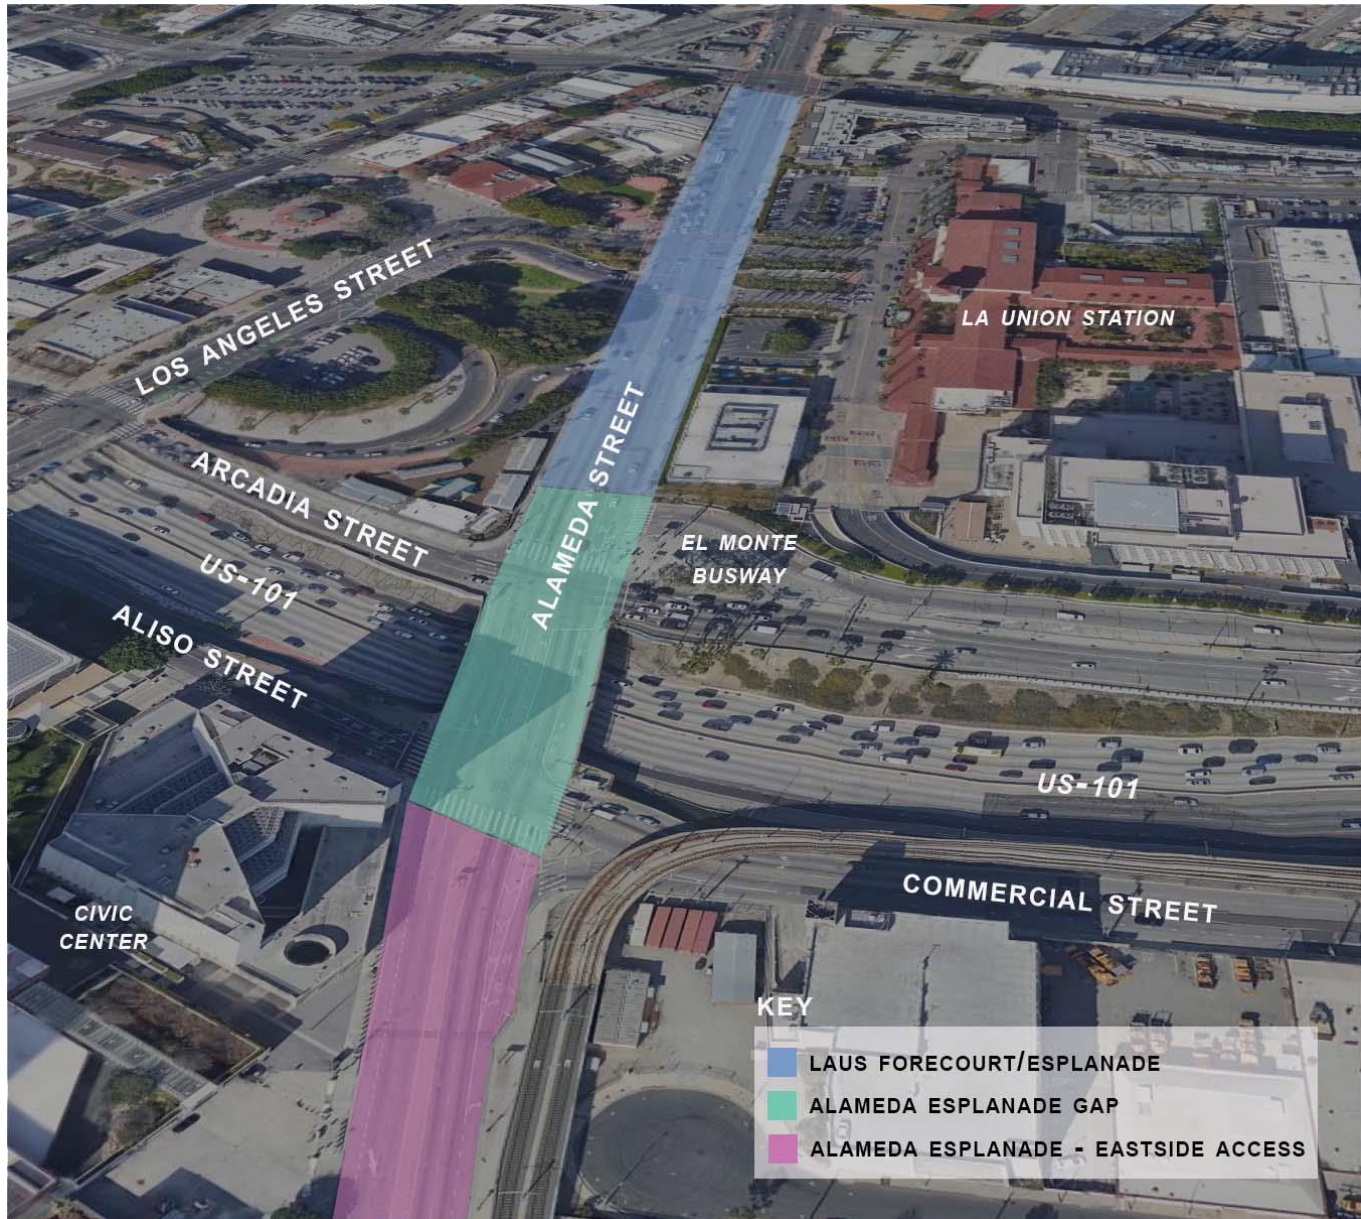 LOS ANGELES STREET
LA UNION STATION
ALAMEDA STREET
ARCADIA STREET
EL MONTE
BUSWAY
US-101
ALISO STREET
US-101
COMMERCIAL STREET
CIVIC
CENTER
KEY
LAUS FORECOURT/ESPLANADE
ALAMEDA ESPLANADE GAP
ALAMEDA ESPLANADE - EASTSIDE ACCESS